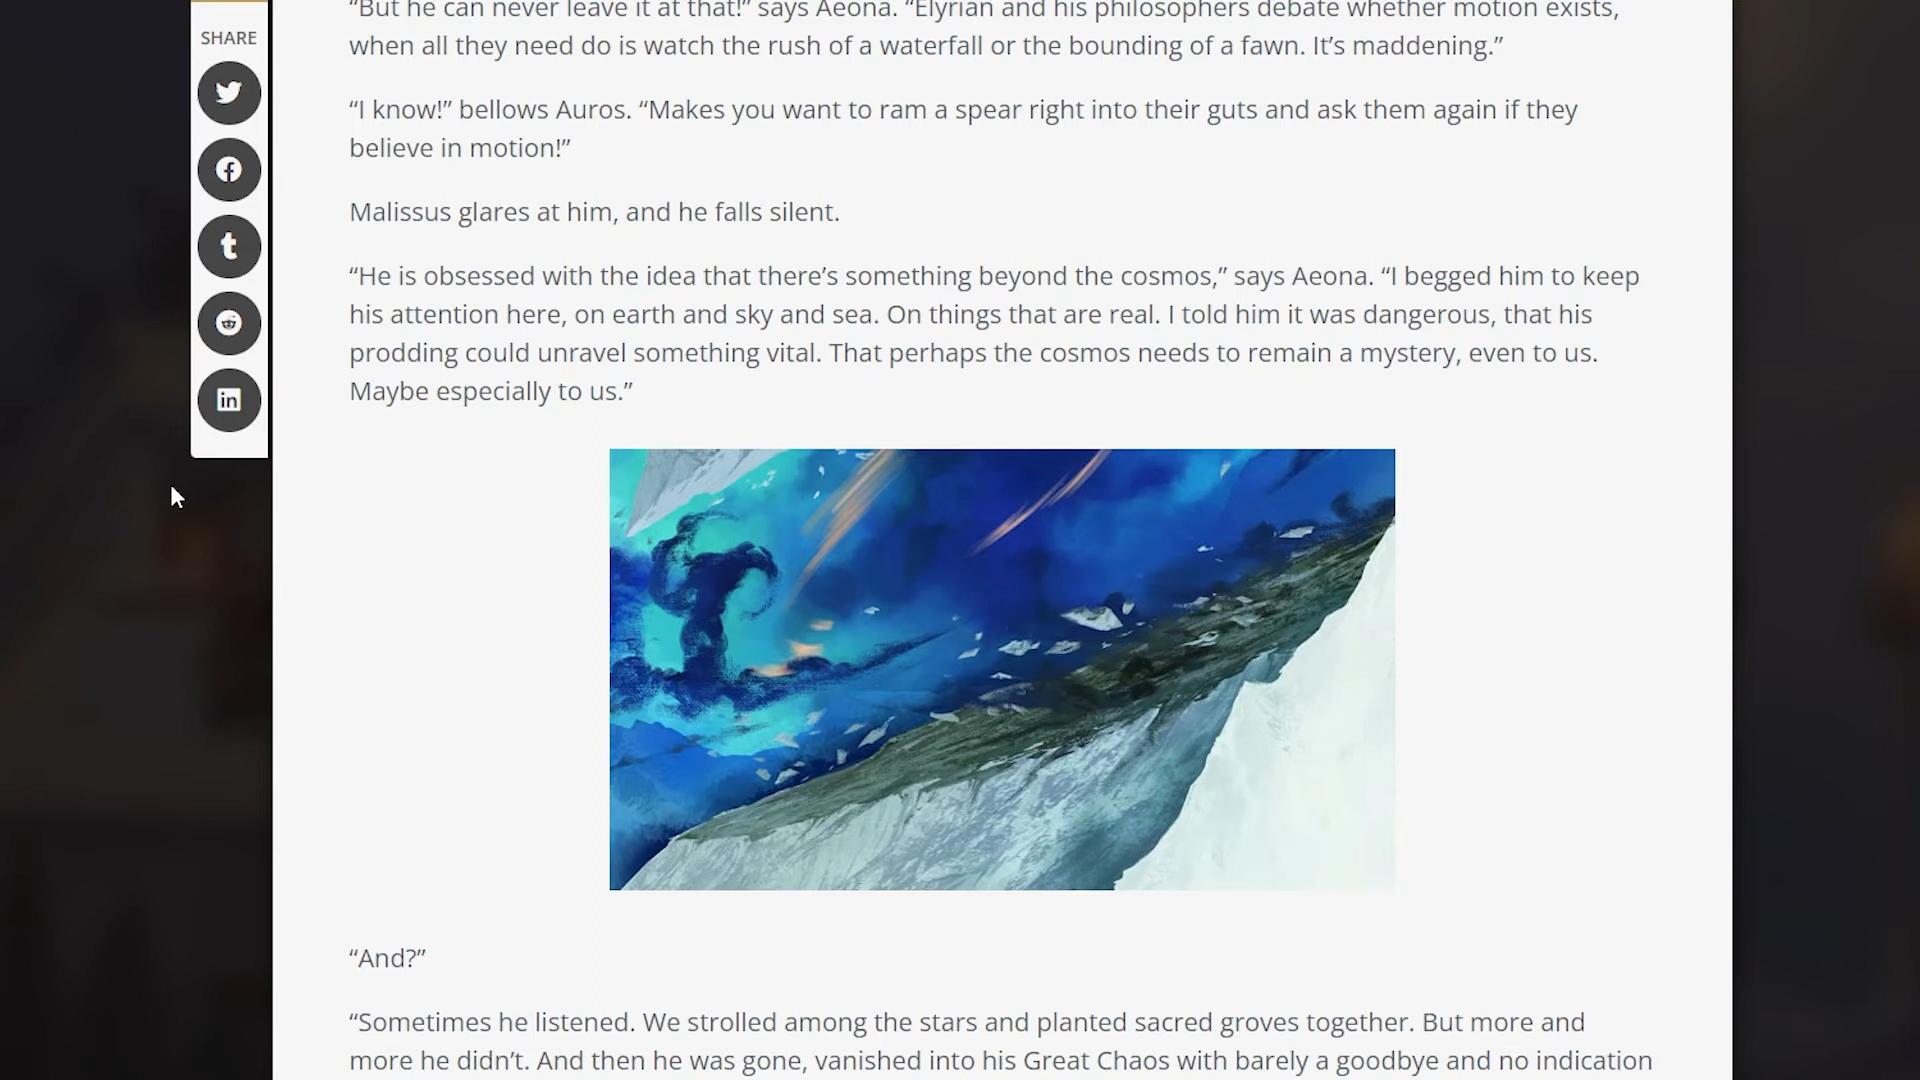 SHARE
“But he can never leave it at that!” says Aeona. “Elyrian and his philosophers debate whether motion exists,
when all they need do is watch the rush of a waterfall or the bounding of a fawn. It’s maddening.”
“I know!” bellows Auros. “Makes you want to ram a spear right into their guts and ask them again if they
believe in motion!”
Malissus glares at him, and he falls silent.
“He is obsessed with the idea that there’s something beyond the cosmos,” says Aeona. “I begged him to keep
his attention here, on earth and sky and sea. On things that are real. I told him it was dangerous, that his
prodding could unravel something vital. That perhaps the cosmos needs to remain a mystery, even to us.
Maybe especially to us.”
“And?”
“Sometimes he listened. We strolled among the stars and planted sacred groves together. But more and
more he didn’t. And then he was gone, vanished into his Great Chaos with barely a goodbye and no indication